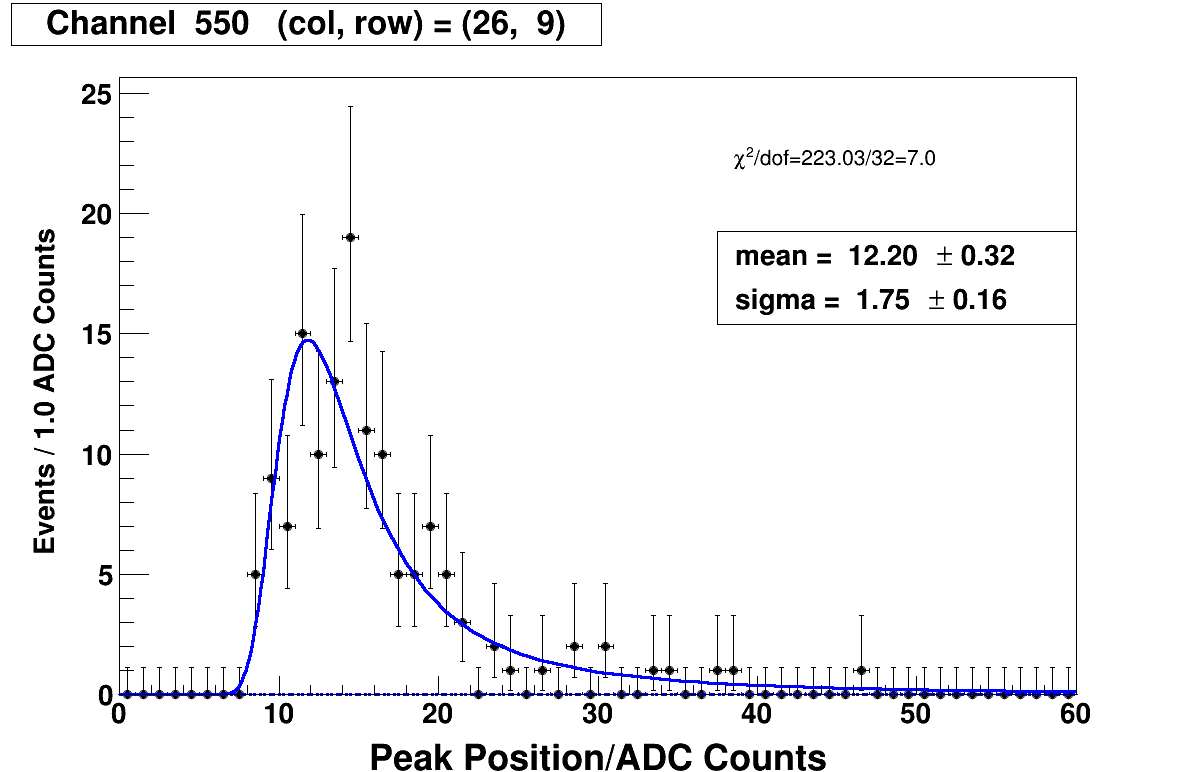 Channel 550 (col, row) = (26, 9)
25
20
15
10
5
0
Events / 1.0 ADC Counts
χ²/dof=223.03/32=7.0
mean = 12.20 ± 0.32
sigma = 1.75 ± 0.16
0 10 20 30 40 50 60
Peak Position/ADC Counts